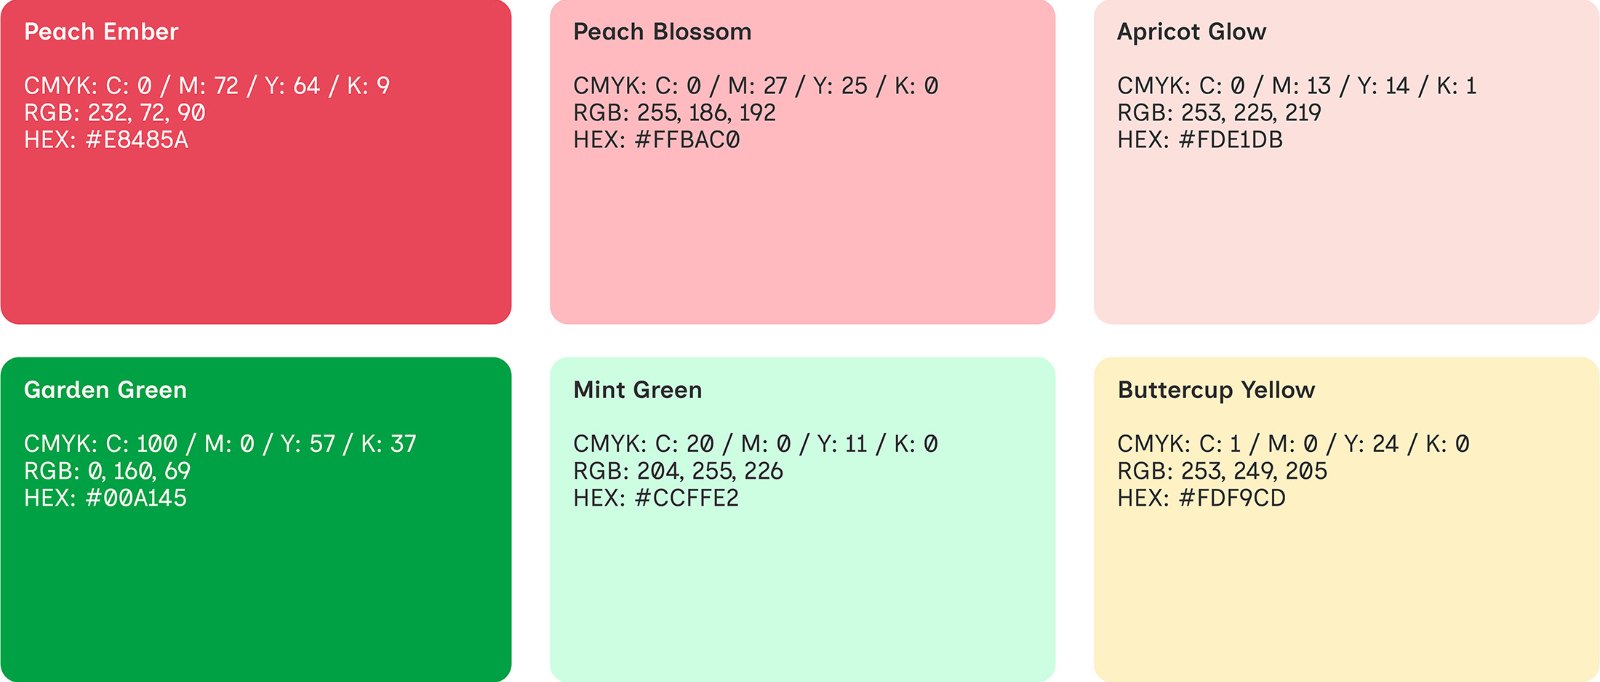 Peach Ember
CMYK: C: 0 / M: 72 / Y: 64 / K: 9
RGB: 232, 72, 90
HEX: #E8485A
Peach Blossom
CMYK: C: 0 / M: 27 / Y: 25 / K: 0
RGB: 255, 186, 192
HEX: #FFBAC0
Apricot Glow
CMYK: C: 0 / M: 13 / Y: 14 / K: 1
RGB: 253, 225, 219
HEX: #FDE1DB
Garden Green
CMYK: C: 100 / M: 0 / Y: 57 / K: 37
RGB: 0, 160, 69
HEX: #00A145
Mint Green
CMYK: C: 20 / M: 0 / Y: 11 / K: 0
RGB: 204, 255, 226
HEX: #CCFFE2
Buttercup Yellow
CMYK: C: 1 / M: 0 / Y: 24 / K: 0
RGB: 253, 249, 205
HEX: #FDF9CD